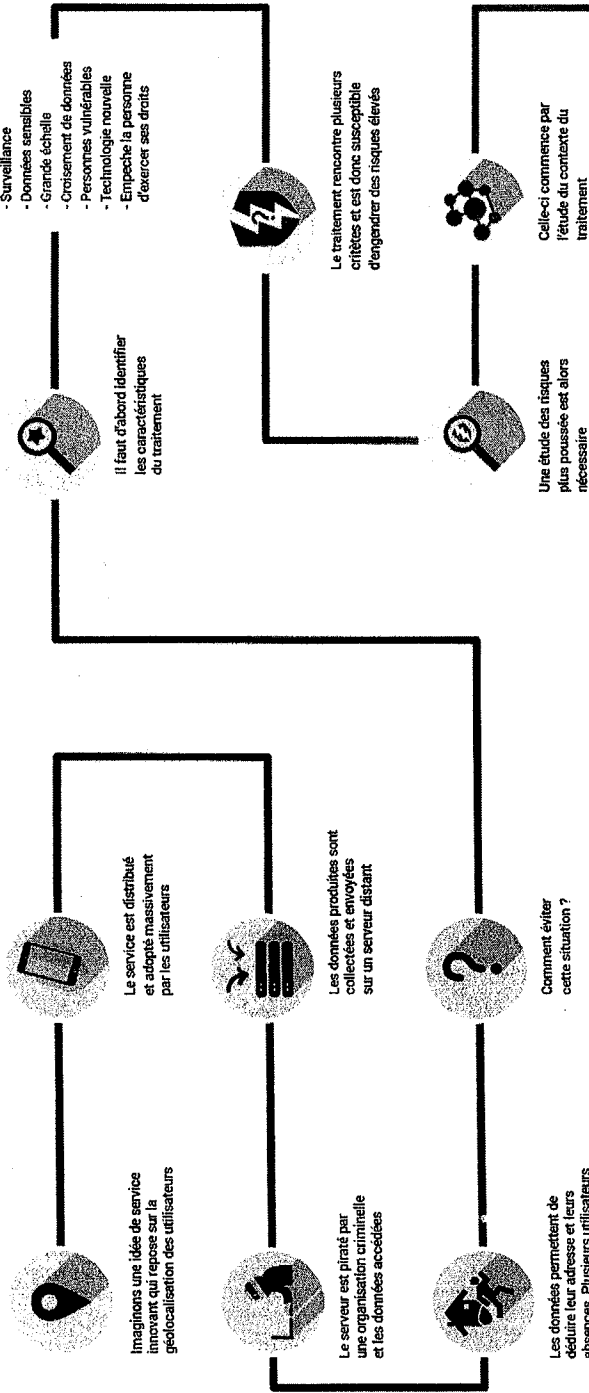 Imaginons une idée de service
innovant qui repose sur la
géolocalisation des utilisateurs
Le service est distribué
et adopté massivement
par les utilisateurs
Les données produites sont
collectées et envoyées
sur un serveur distant
Le serveur est piraté par
une organisation criminelle
et les données accédées
Les données permettent de
déduire leur adresse et leurs
absences. Plusieurs utilisateurs
Comment éviter
cette situation ?
Il faut d'abord identifier
les caractéristiques
du traitement
- Surveillance
- Données sensibles
- Grande échelle
- Croisement de données
- Personnes vulnérables
- Technologie nouvelle
- Empeche la personne
d'exercer ses droits
Le traitement rencontre plusieurs
critètes et est donc susceptible
d'engendrer des risques élevés
Une étude des risques
plus poussée est alors
nécessaire
Celle-ci commence par
l'étude du contexte du
traitement